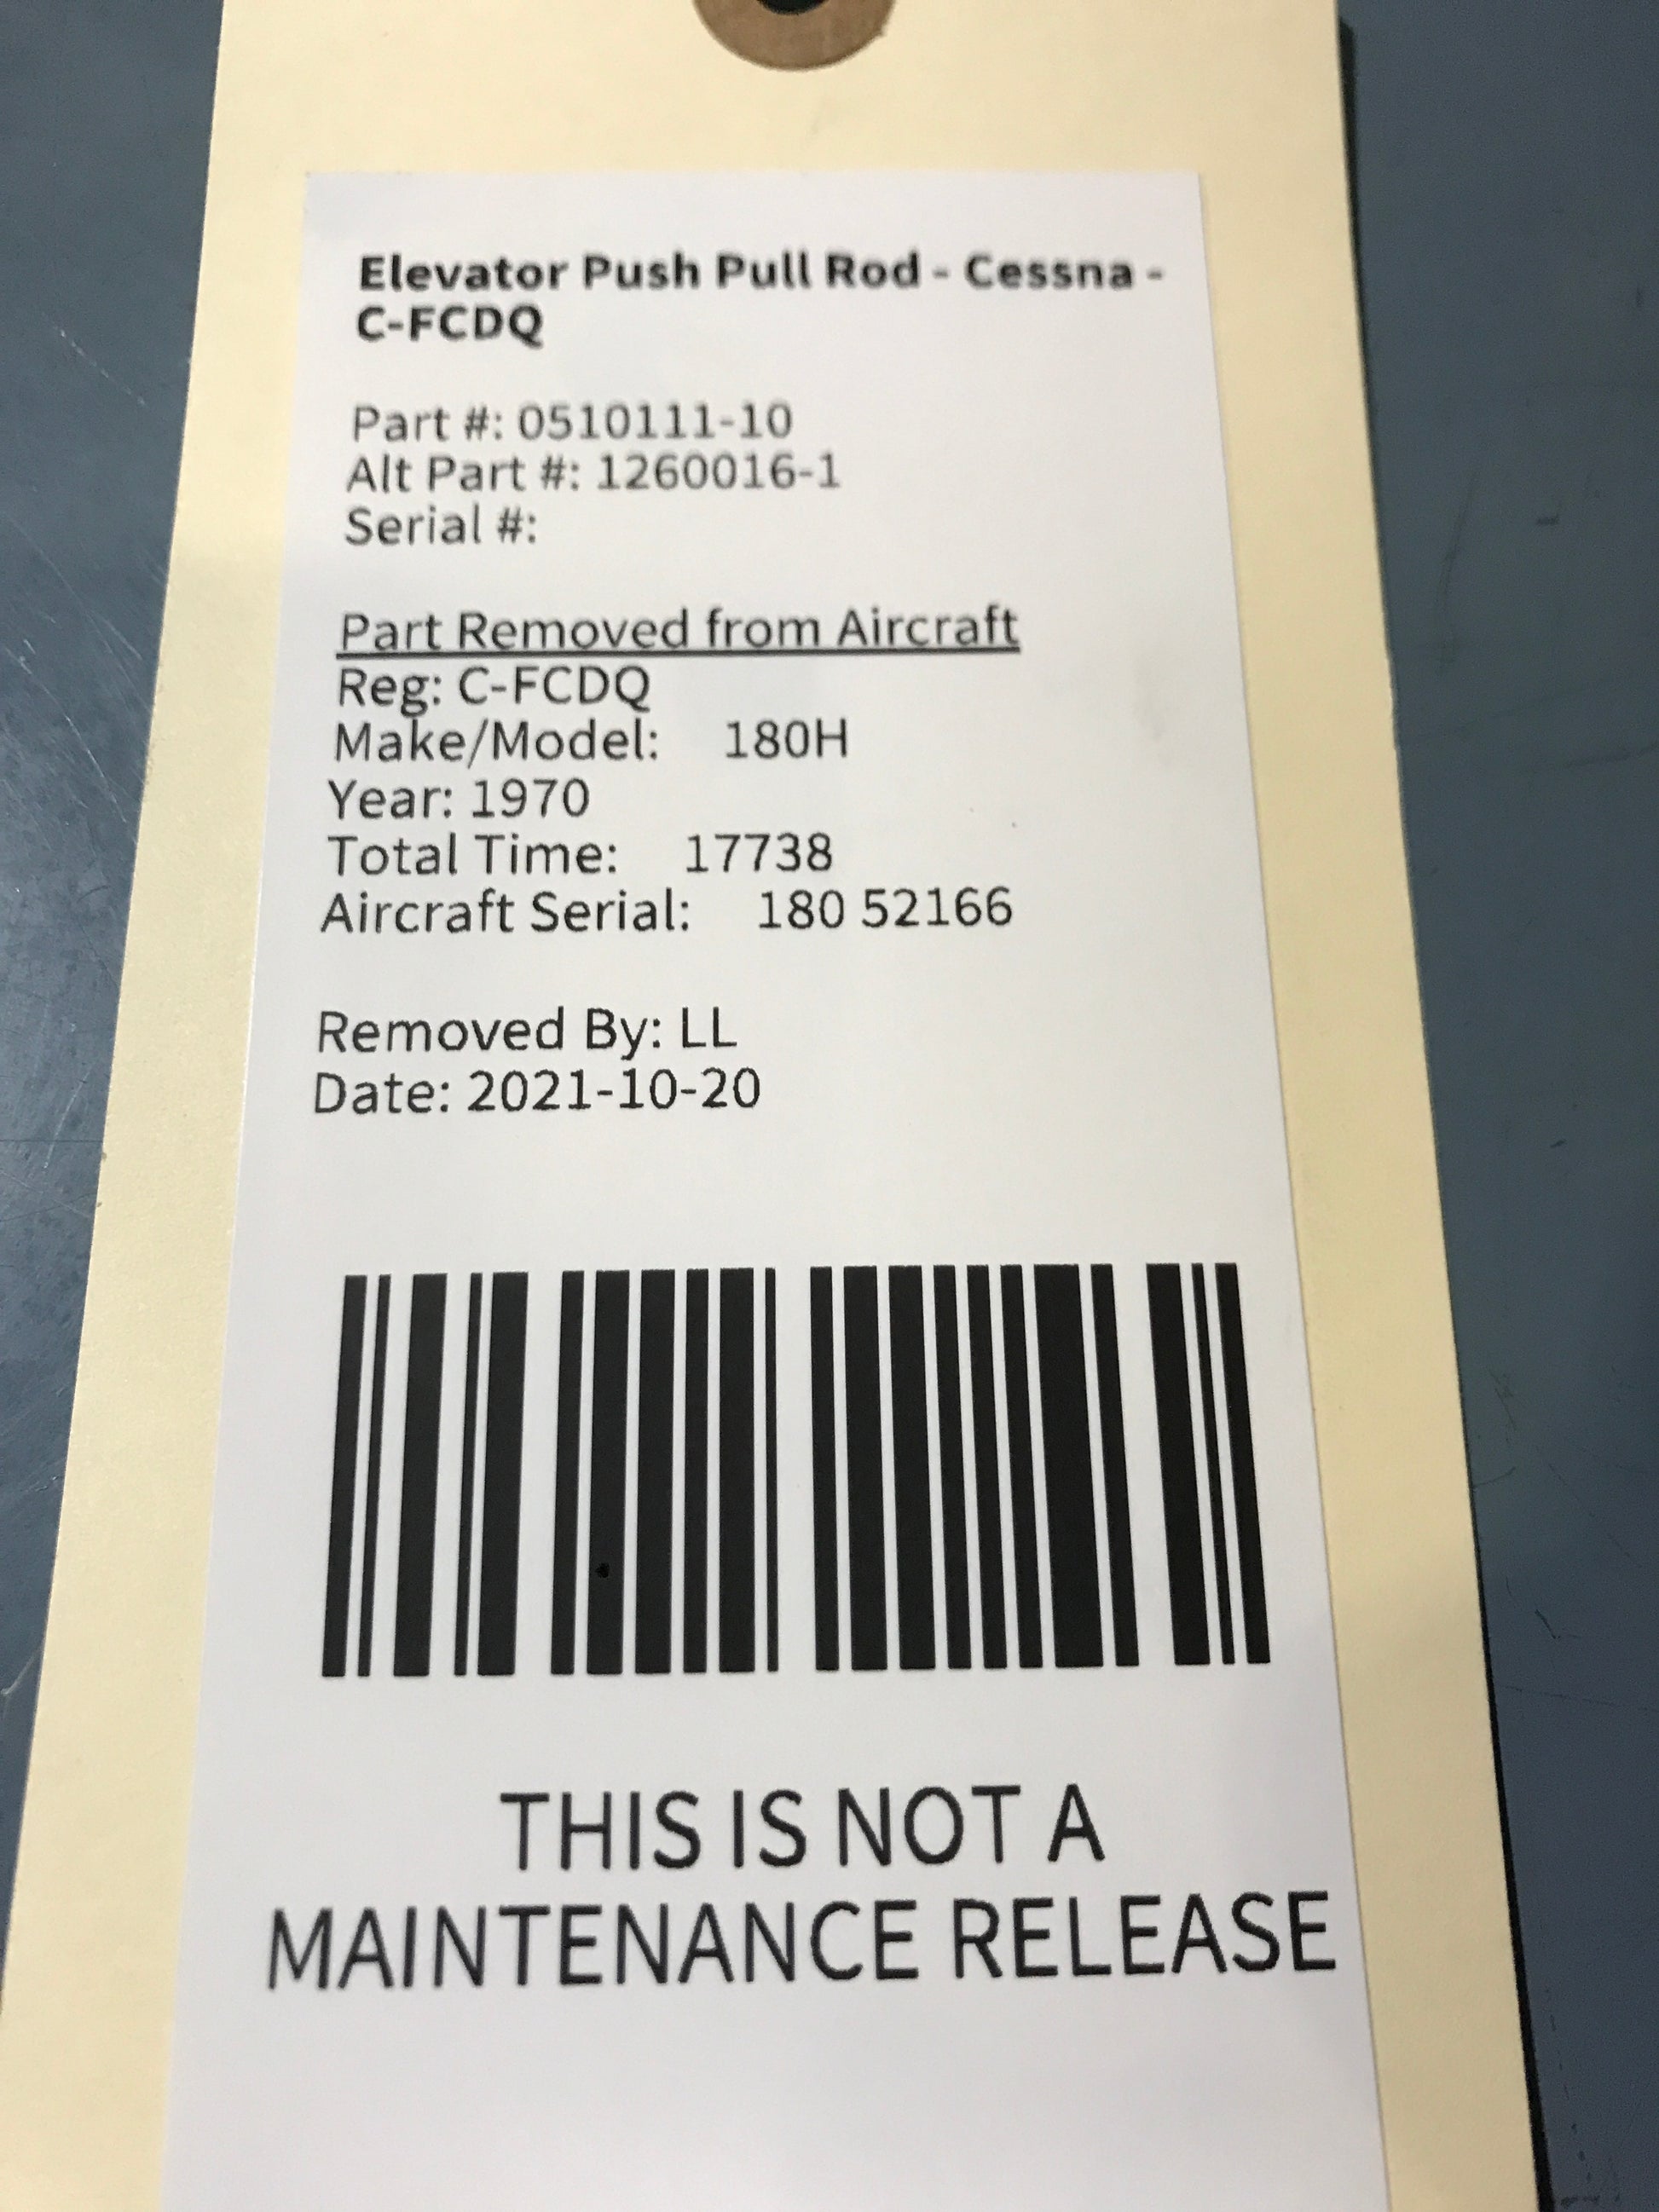 Elevator Push Pull Rod - Cessna -
C-FCDQ
Part #: 0510111-10
Alt Part #: 1260016-1
Serial #:
Part Removed from Aircraft
Reg: C-FCDQ
Make/Model: 180H
Year: 1970
Total Time: 17738
Aircraft Serial: 180 52166
Removed By: LL
Date: 2021-10-20
THIS IS NOT A
MAINTENANCE RELEASE